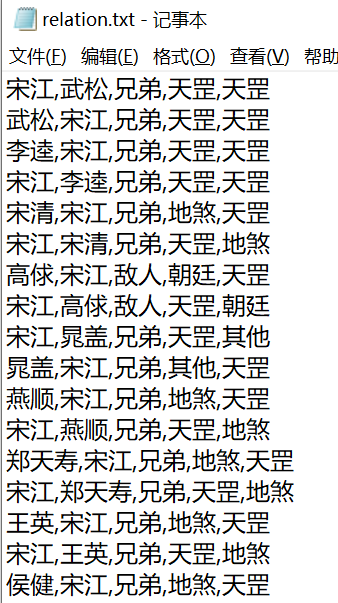 relation.txt - 记事本
文件(F) 编辑(E) 格式(O) 查看(V) 帮助
宋江,武松,兄弟,天罡,天罡
武松,宋江,兄弟,天罡,天罡
李逵,宋江,兄弟,天罡,天罡
宋江,李逵,兄弟,天罡,天罡
宋清,宋江,兄弟,地煞,天罡
宋江,宋清,兄弟,天罡,地煞
高俅,宋江,敌人,朝廷,天罡
宋江,高俅,敌人,天罡,朝廷
宋江,晁盖,兄弟,天罡,其他
晁盖,宋江,兄弟,其他,天罡
燕顺,宋江,兄弟,地煞,天罡
宋江,燕顺,兄弟,天罡,地煞
郑天寿,宋江,兄弟,地煞,天罡
宋江,郑天寿,兄弟,天罡,地煞
王英,宋江,兄弟,地煞,天罡
宋江,王英,兄弟,天罡,地煞
侯健,宋江,兄弟,地煞,天罡